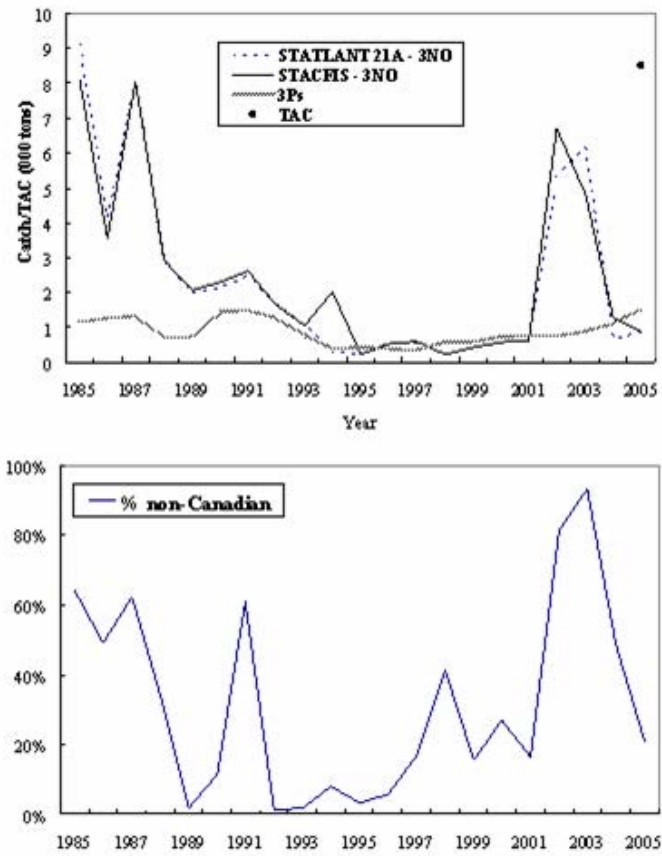 10
9
8
7
6
5
4
3
2
1
0
Catch/TAC (000 tons)
STATLANT 21A - 3NO
STACFIS - 3NO
3Ps
TAC
1985 1987 1989 1991 1993 1995 1997 1999 2001 2003 2005
Year
100%
80%
60%
40%
20%
0%
% non-Canadian
1985 1987 1989 1991 1993 1995 1997 1999 2001 2003 2005